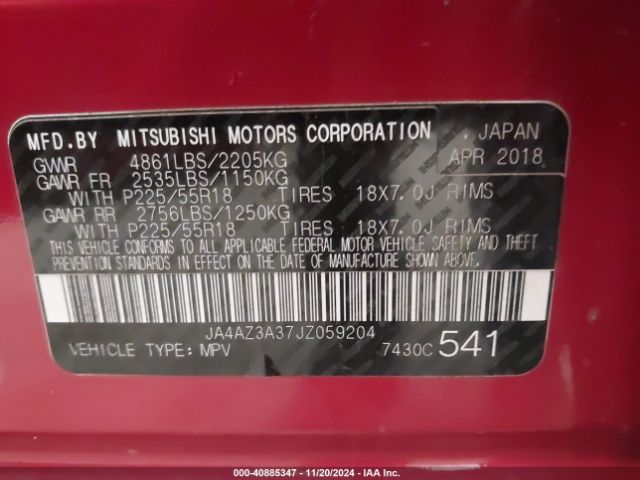 MFD.BY MITSUBISHI MOTORS CORPORATION , JAPAN
GVWR 4861LBS/2205KG APR 2018
GAWR FR 2535LBS/1150KG
WITH P225/55R18 TIRES 18X7.0J RIMS
GAWR RR 2756LBS/1250KG
WITH P225/55R18 TIRES 18X7.0J RIMS
THIS VEHICLE CONFORMS TO ALL APPLICABLE FEDERAL MOTOR VEHICLE SAFETY AND THEFT
PREVENTION STANDARDS IN EFFECT ON THE DATE OF MANUFACTURE SHOWN ABOVE.
JA4AZ3A37JZ059204
VEHICLE TYPE: MPV 7430C 541
000-40885347 - 11/20/2024 - IAA Inc.